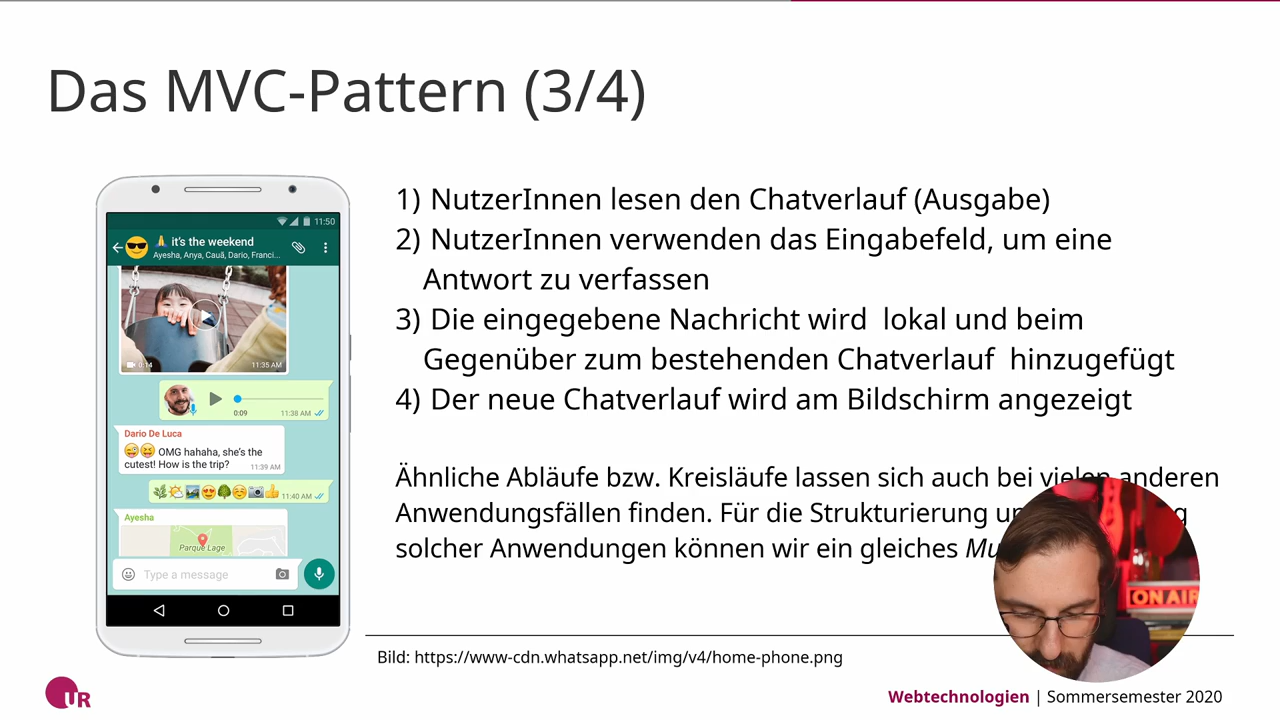 Das MVC-Pattern (3/4)
11:50
it's the weekend
Ayesha, Anya, Cauã, Dario, Franci...
0:14
11:35 AM
0:09
11:38 AM
Dario De Luca
OMG hahaha, she's the
cutest! How is the trip?
11:39 AM
11:40 AM
Ayesha
Parque Lage
Type a message
1) NutzerInnen lesen den Chatverlauf (Ausgabe)
2) NutzerInnen verwenden das Eingabefeld, um eine
Antwort zu verfassen
3) Die eingegebene Nachricht wird lokal und beim
Gegenüber zum bestehenden Chatverlauf hinzugefügt
4) Der neue Chatverlauf wird am Bildschirm angezeigt
Ähnliche Abläufe bzw. Kreisläufe lassen sich auch bei vielen anderen
Anwendungsfällen finden. Für die Strukturierung
solcher Anwendungen können wir ein gleiches
ON AIR
Bild: https://www-cdn.whatsapp.net/img/v4/home-phone.png
UR
Webtechnologien | Sommersemester 2020